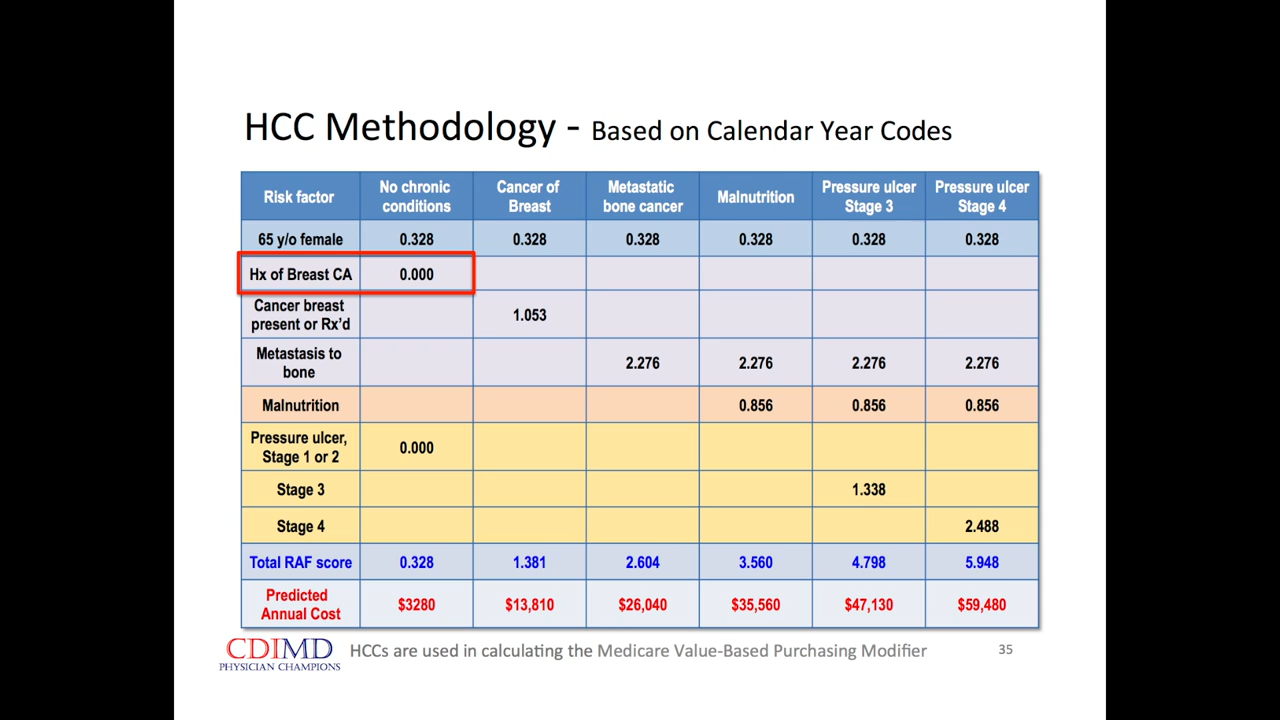 HCC Methodology - Based on Calendar Year Codes
Risk factor No chronic conditions Cancer of Breast Metastatic bone cancer Malnutrition Pressure ulcer Stage 3 Pressure ulcer Stage 4
65 y/o female 0.328 0.328 0.328 0.328 0.328 0.328
Hx of Breast CA 0.000
Cancer breast present or Rx'd 1.053
Metastasis to bone 2.276 2.276 2.276 2.276
Malnutrition 0.856 0.856 0.856
Pressure ulcer, Stage 1 or 2 0.000
Stage 3 1.338
Stage 4 2.488
Total RAF score 0.328 1.381 2.604 3.560 4.798 5.948
Predicted Annual Cost $3280 $13,810 $26,040 $35,560 $47,130 $59,480
CDIMD
PHYSICIAN CHAMPIONS
HCCs are used in calculating the Medicare Value-Based Purchasing Modifier
35